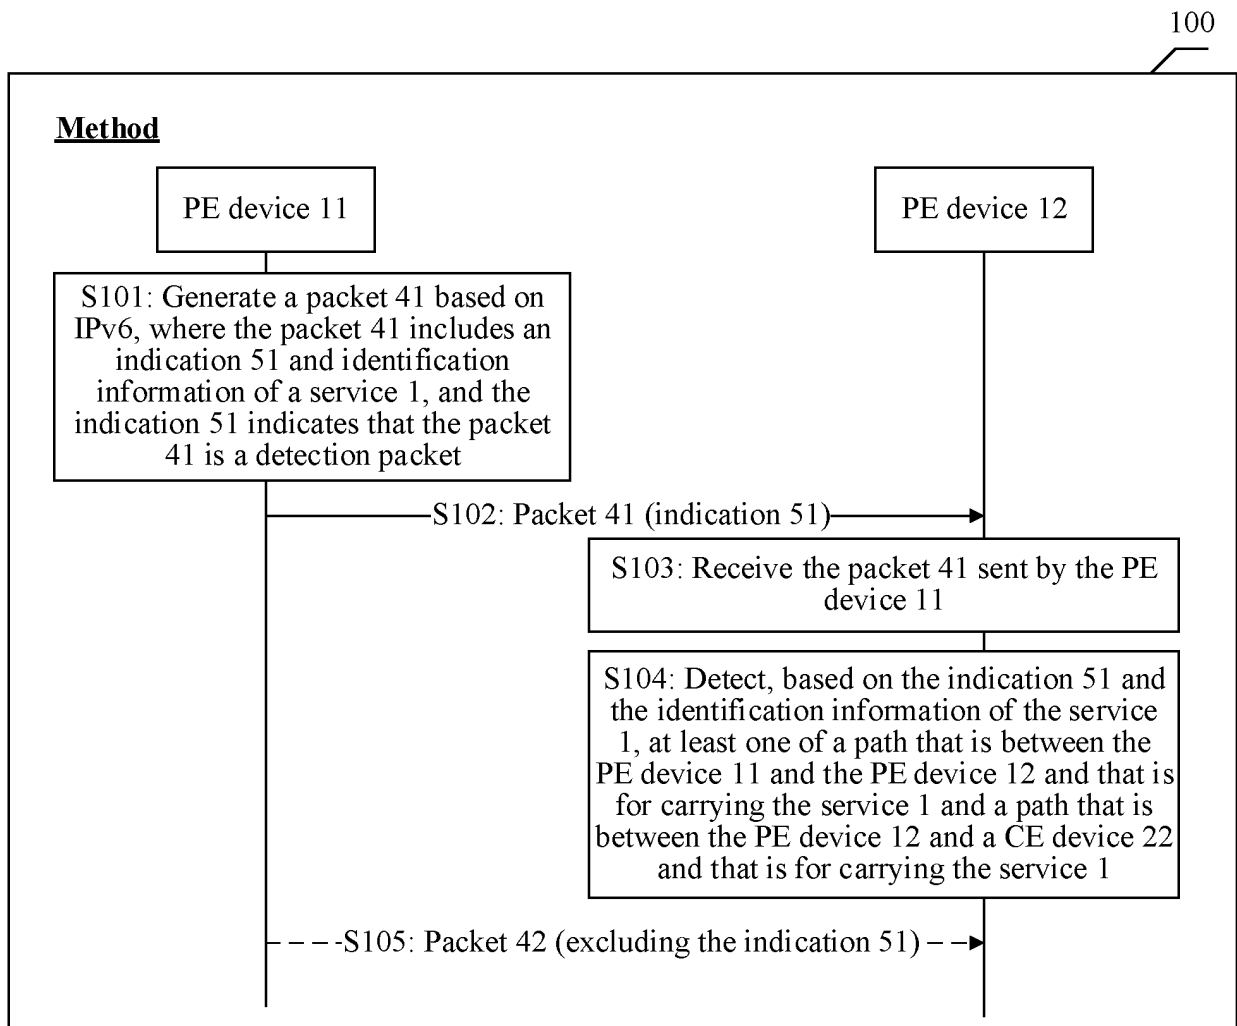 100
Method
PE device 11
PE device 12
S101: Generate a packet 41 based on
IPv6, where the packet 41 includes an
indication 51 and identification
information of a service 1, and the
indication 51 indicates that the packet
41 is a detection packet
S102: Packet 41 (indication 51)
S103: Receive the packet 41 sent by the PE
device 11
S104: Detect, based on the indication 51 and
the identification information of the service
1, at least one of a path that is between the
PE device 11 and the PE device 12 and that is
for carrying the service 1 and a path that is
between the PE device 12 and a CE device 22
and that is for carrying the service 1
S105: Packet 42 (excluding the indication 51)